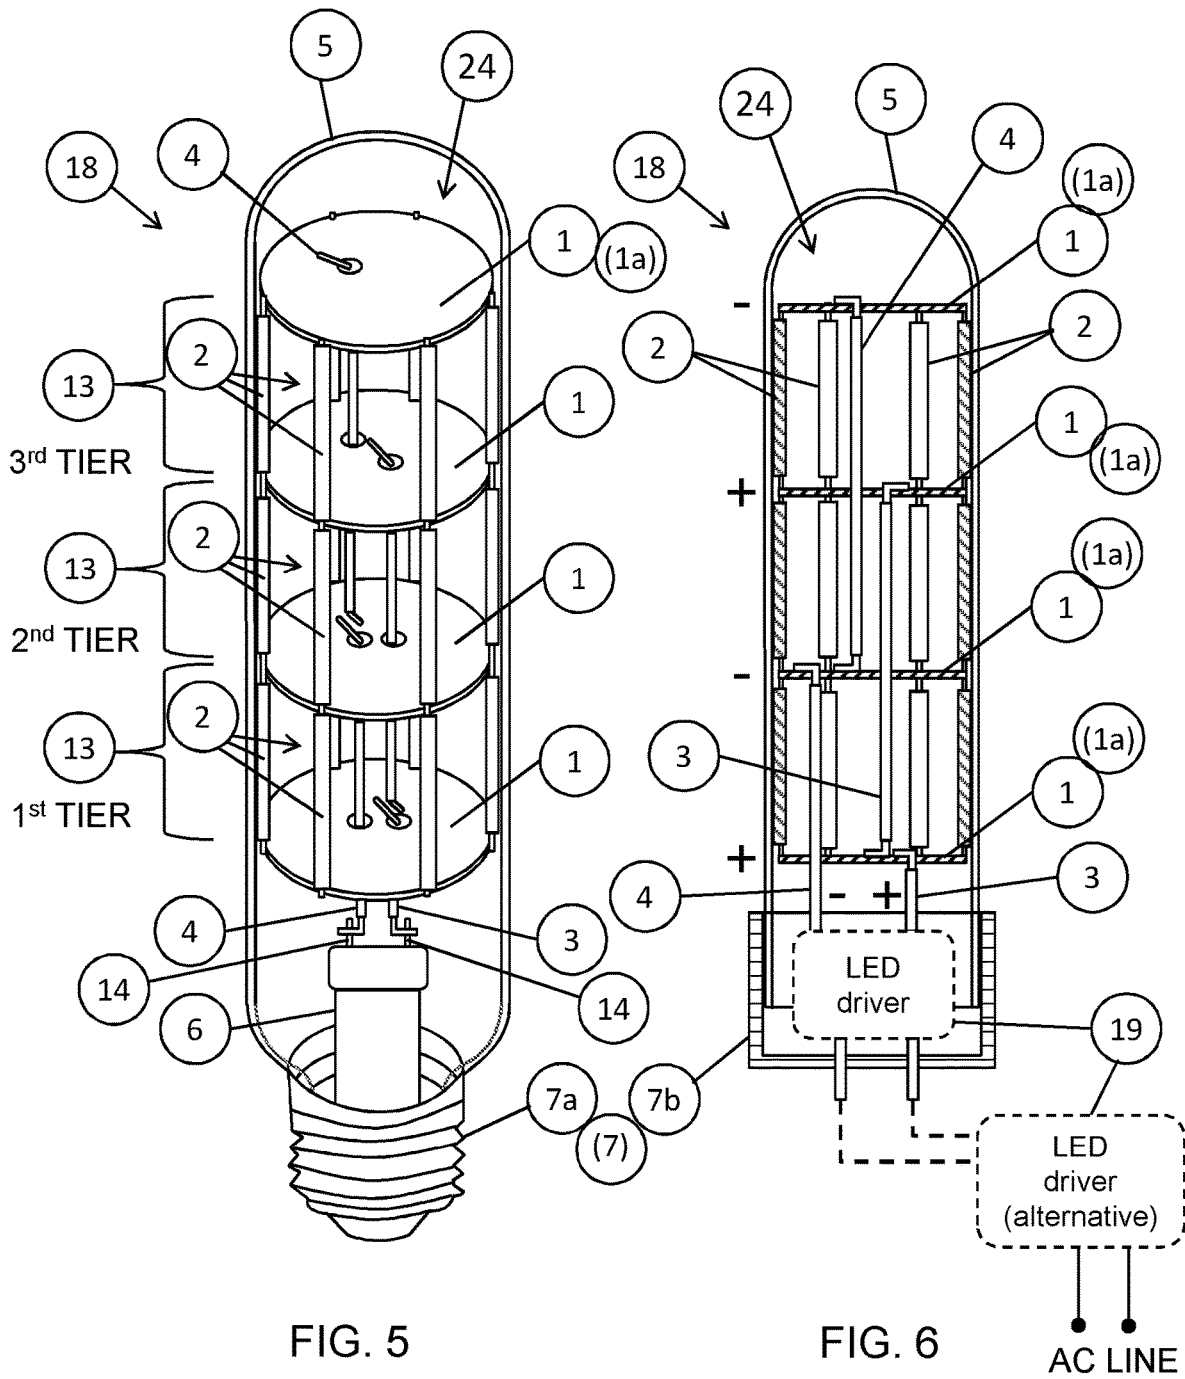 5
24
4
18
1
(1a)
2
13
3rd TIER
1
2
13
2nd TIER
1
2
13
1st TIER
1
4
3
14
14
6
7a
(7)
7b
FIG. 5
24
5
4
18
(1a)
1
-
2
2
1
(1a)
+
(1a)
1
-
3
(1a)
1
+
4
-
+
3
LED
driver
19
LED
driver
(alternative)
AC LINE
FIG. 6